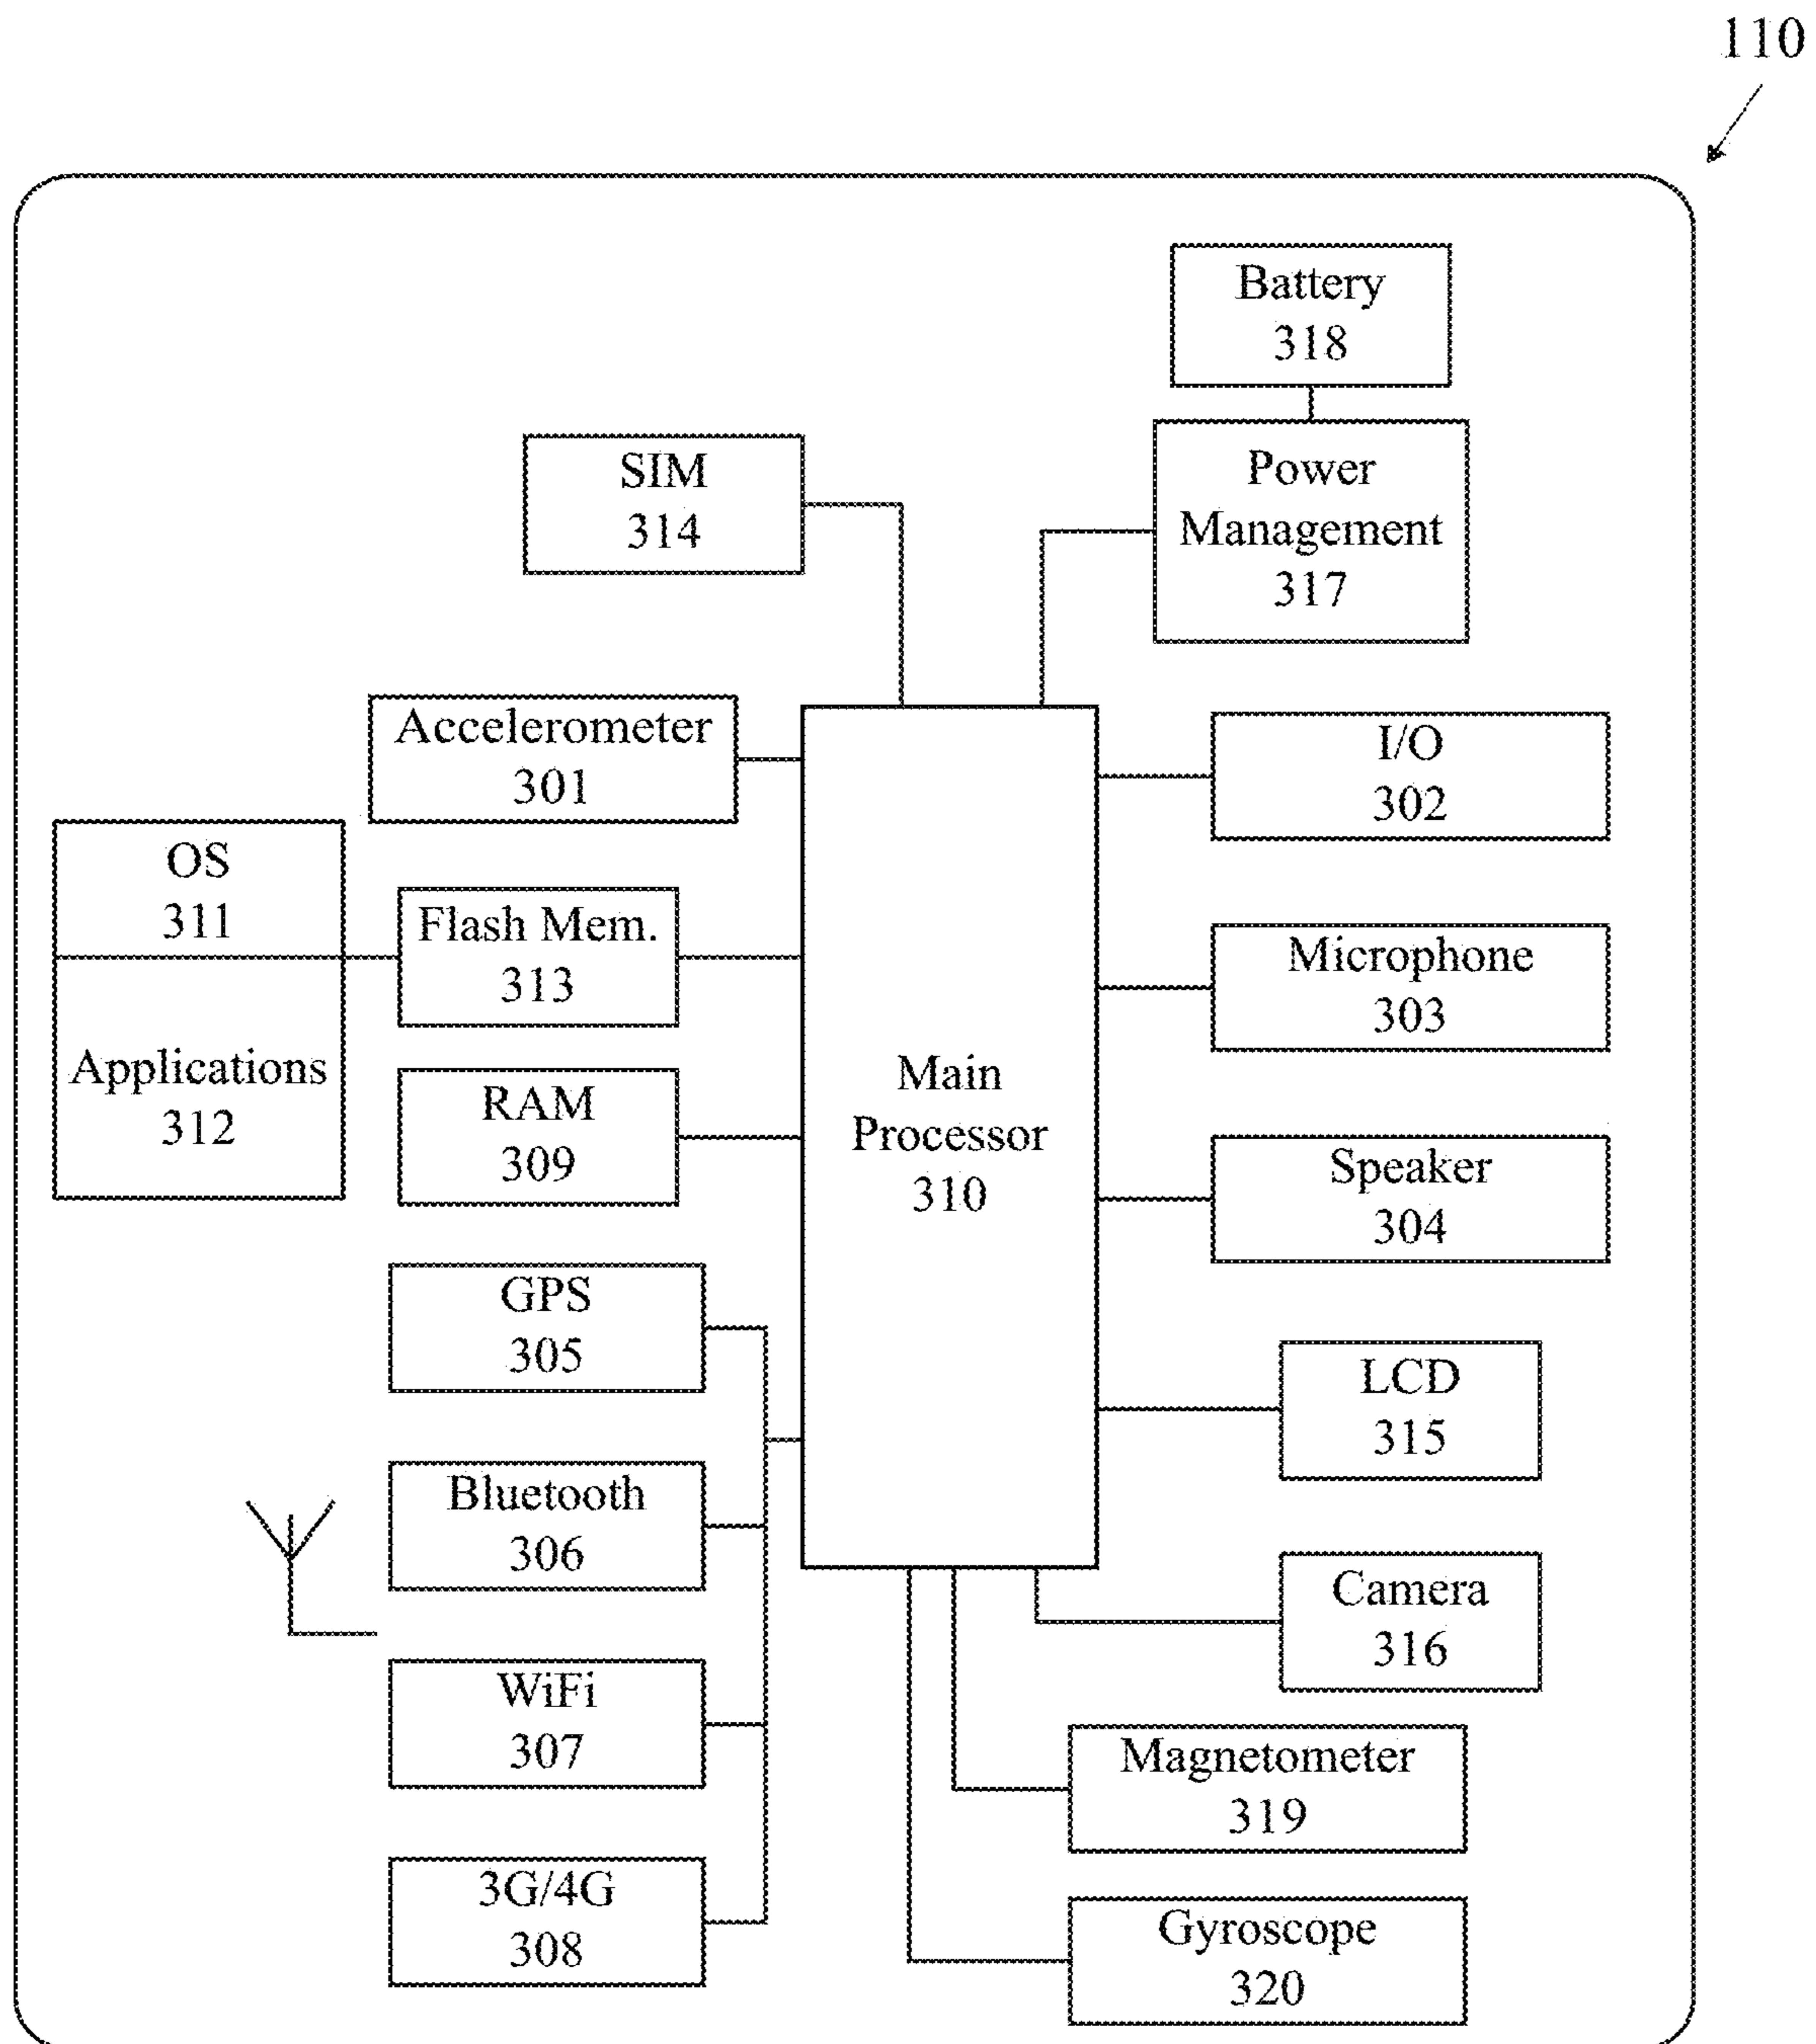 110
Battery
318
SIM
314
Power
Management
317
Accelerometer
301
I/O
302
OS
311
Flash Mem.
313
Microphone
303
Applications
312
RAM
309
Main
Processor
310
Speaker
304
GPS
305
LCD
315
Bluetooth
306
Camera
316
WiFi
307
Magnetometer
319
3G/4G
308
Gyroscope
320